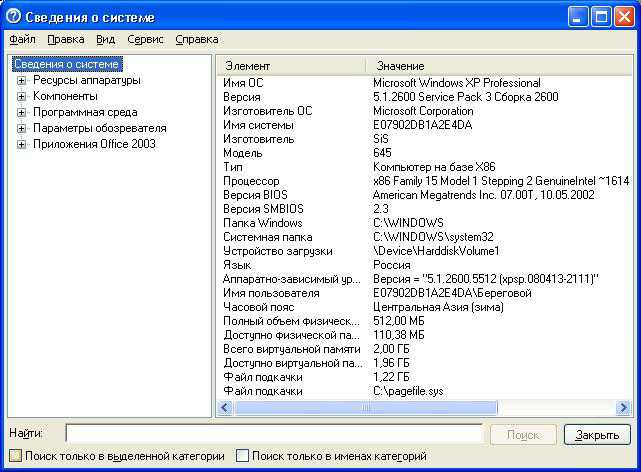 Сведения о системе
Файл Правка Вид Сервис Справка
Сведения о системе
Ресурсы аппаратуры
Компоненты
Программная среда
Параметры обозревателя
Приложения Office 2003
Элемент Значение
Имя ОС Microsoft Windows XP Professional
Версия 5.1.2600 Service Pack 3 Сборка 2600
Изготовитель ОС Microsoft Corporation
Имя системы E07902DB1A2E4DA
Изготовитель SiS
Модель 645
Тип Компьютер на базе X86
Процессор x86 Family 15 Model 1 Stepping 2 GenuineIntel ~1614
Версия BIOS American Megatrends Inc. 07.00T, 10.05.2002
Версия SMBIOS 2.3
Папка Windows C:\WINDOWS
Системная папка C:\WINDOWS\system32
Устройство загрузки \Device\HarddiskVolume1
Язык Россия
Аппаратно-зависимый ур... Версия = "5.1.2600.5512 (xpsp.080413-2111)"
Имя пользователя E07902DB1A2E4DA\Береговой
Часовой пояс Центральная Азия (зима)
Полный объем физическ... 512,00 МБ
Доступно физической па... 110,38 МБ
Всего виртуальной памяти 2,00 ГБ
Доступно виртуальной па... 1,96 ГБ
Файл подкачки 1,22 ГБ
Файл подкачки C:\pagefile.sys
Найти: Поиск Закрыть
Поиск только в выделенной категории Поиск только в именах категорий